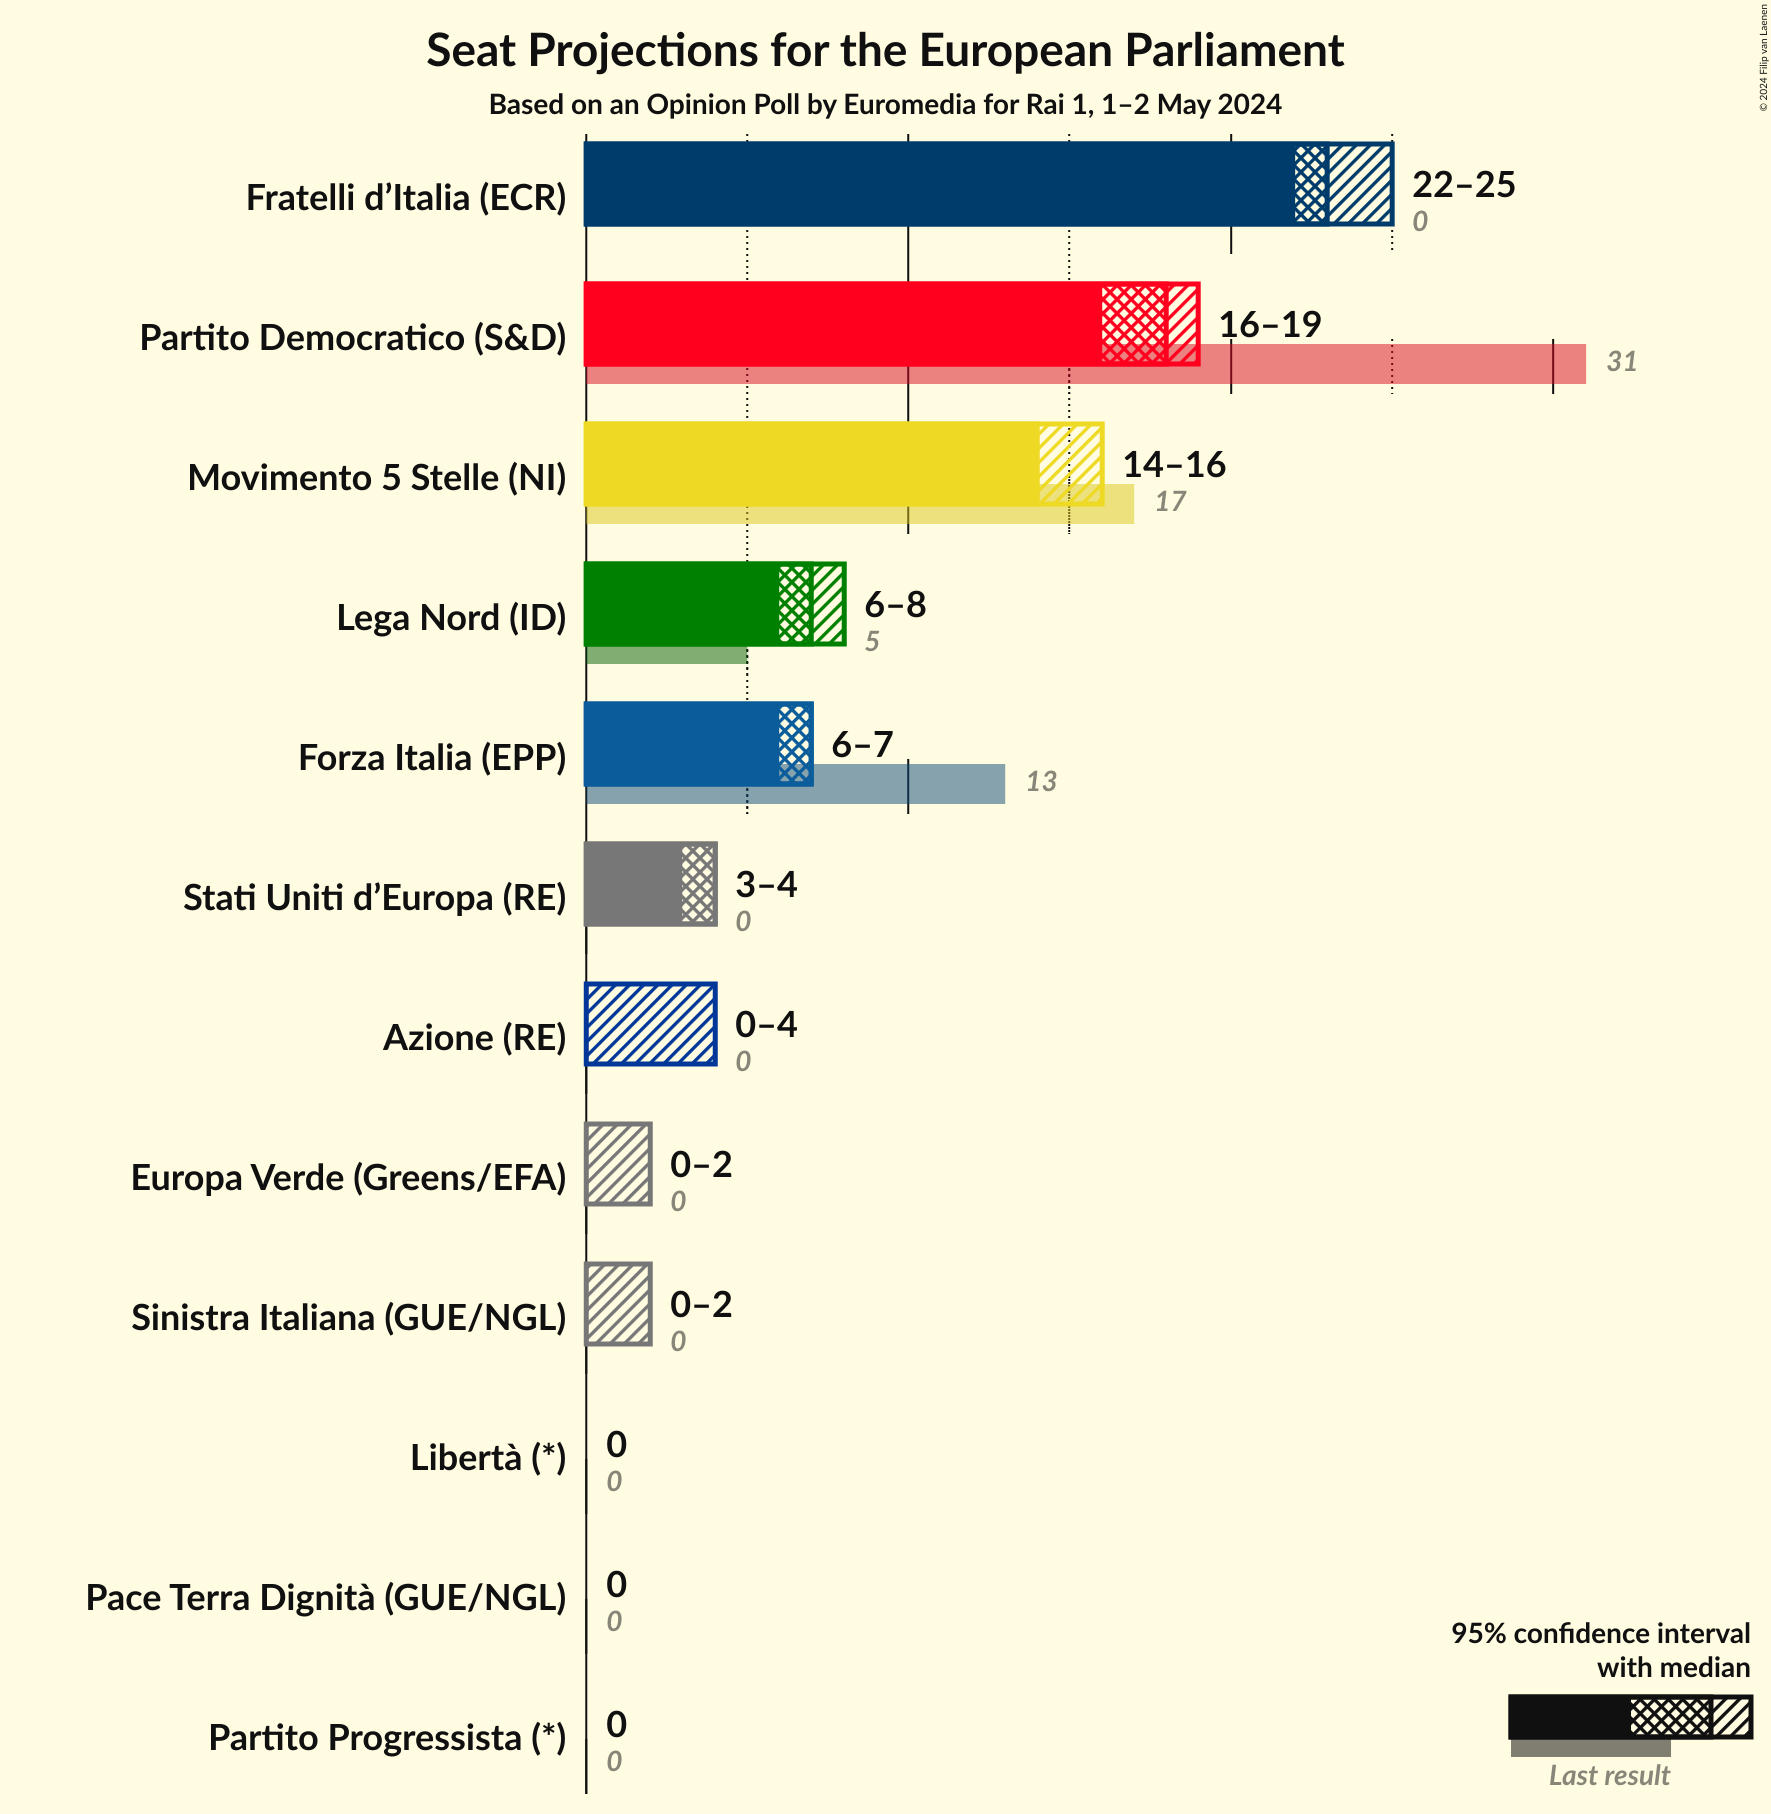 Seat Projections for the European Parliament
Based on an Opinion Poll by Euromedia for Rai 1, 1–2 May 2024
© 2024 Filip van Laenen
Fratelli d’Italia (ECR)
22–25
0
Partito Democratico (S&D)
16–19
31
Movimento 5 Stelle (NI)
14–16
17
Lega Nord (ID)
6–8
5
Forza Italia (EPP)
6–7
13
Stati Uniti d’Europa (RE)
3–4
0
Azione (RE)
0–4
0
Europa Verde (Greens/EFA)
0–2
0
Sinistra Italiana (GUE/NGL)
0–2
0
Libertà (*)
0
0
Pace Terra Dignità (GUE/NGL)
0
0
Partito Progressista (*)
0
0
95% confidence interval
with median
Last result